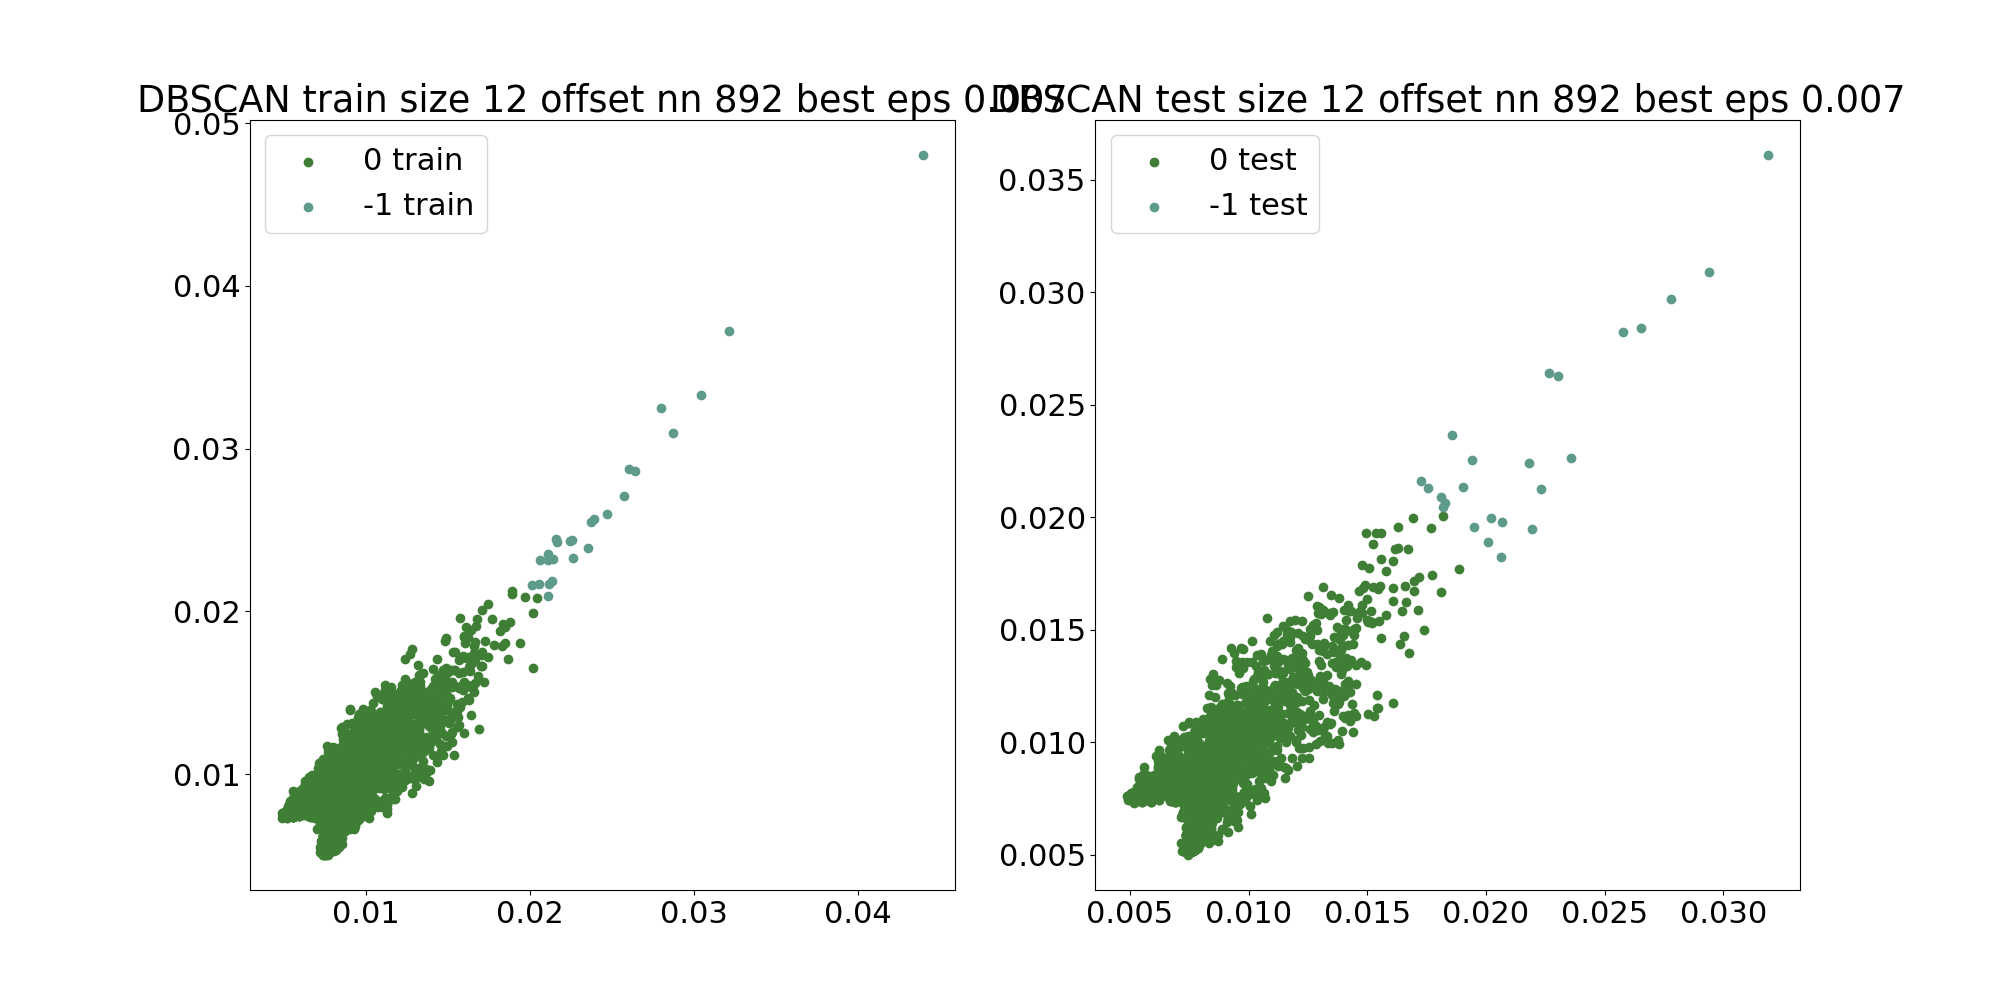 DBSCAN train size 12 offset nn 892 best eps 0.007
0 train
-1 train
0.05
0.04
0.03
0.02
0.01
0.01 0.02 0.03 0.04
DBSCAN test size 12 offset nn 892 best eps 0.007
0 test
-1 test
0.035
0.030
0.025
0.020
0.015
0.010
0.005
0.005 0.010 0.015 0.020 0.025 0.030